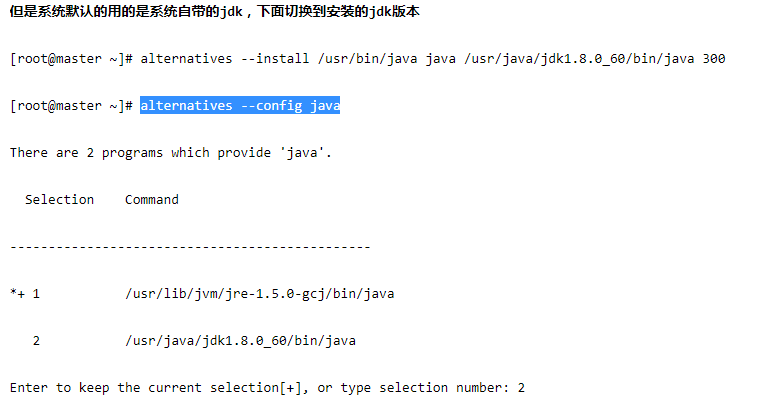 但是系统默认的用的是系统自带的jdk，下面切换到安装的jdk版本
[root@master ~]# alternatives --install /usr/bin/java java /usr/java/jdk1.8.0_60/bin/java 300
[root@master ~]# alternatives --config java
There are 2 programs which provide 'java'.
  Selection    Command
-----------------------------------------------
*+ 1           /usr/lib/jvm/jre-1.5.0-gcj/bin/java
   2           /usr/java/jdk1.8.0_60/bin/java
Enter to keep the current selection[+], or type selection number: 2